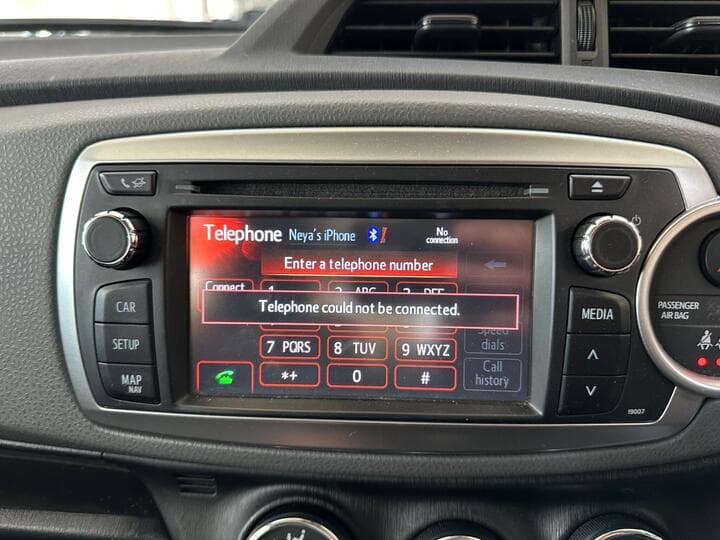 Telephone Neya's iPhone No
connection
Enter a telephone number
Connect
Telephone could not be connected.
7 PQRS 8 TUV 9 WXYZ
Speed
dials
*+ 0 #
Call
history
CAR
SETUP
MAP
NAV
MEDIA
19007
PASSENGER
AIR BAG